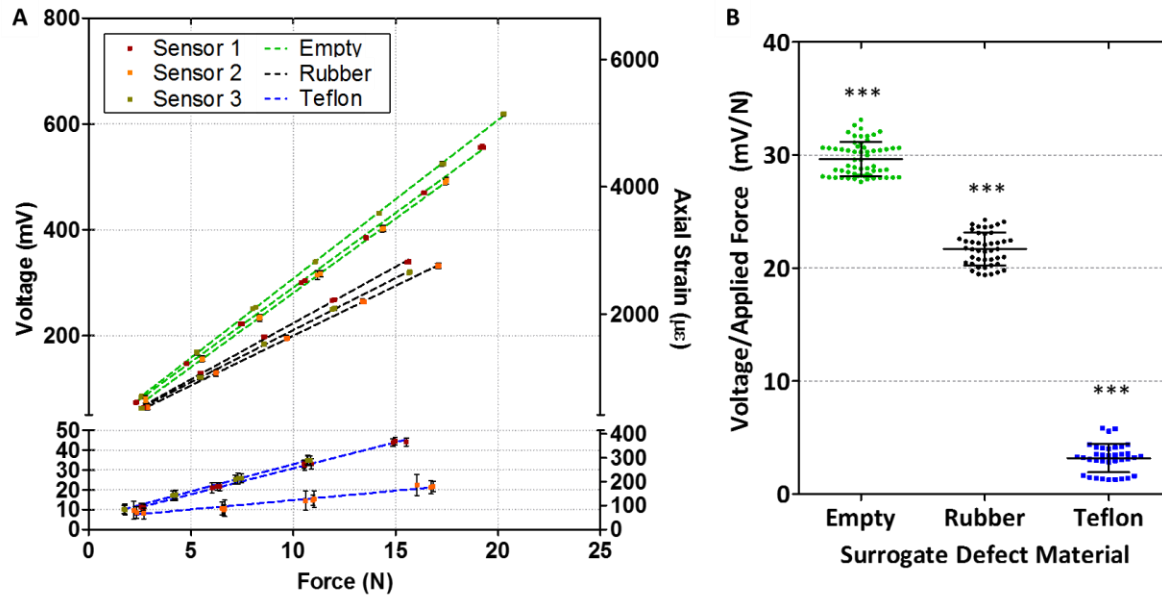 A
Sensor 1
Sensor 2
Sensor 3
Empty
Rubber
Teflon
Voltage (mV)
800
600
400
200
50
40
30
20
10
0
6000
4000
2000
400
300
200
100
0
Axial Strain (µε)
0 5 10 15 20 25
Force (N)
B
Voltage/Applied Force (mV/N)
40
30
20
10
0
***
***
***
Empty Rubber Teflon
Surrogate Defect Material